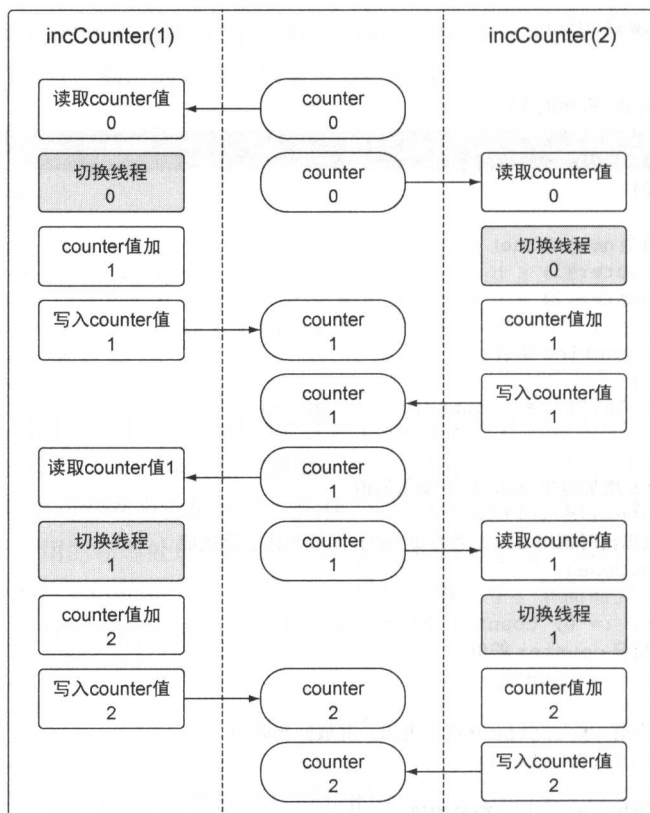 incCounter(1)
incCounter(2)
读取counter值
0
counter
0
切换线程
0
counter
0
读取counter值
0
counter值加
1
切换线程
0
写入counter值
1
counter
1
counter值加
1
counter
1
写入counter值
1
读取counter值1
counter
1
切换线程
1
counter
1
读取counter值
1
counter值加
2
切换线程
1
写入counter值
2
counter
2
counter值加
2
counter
2
写入counter值
2